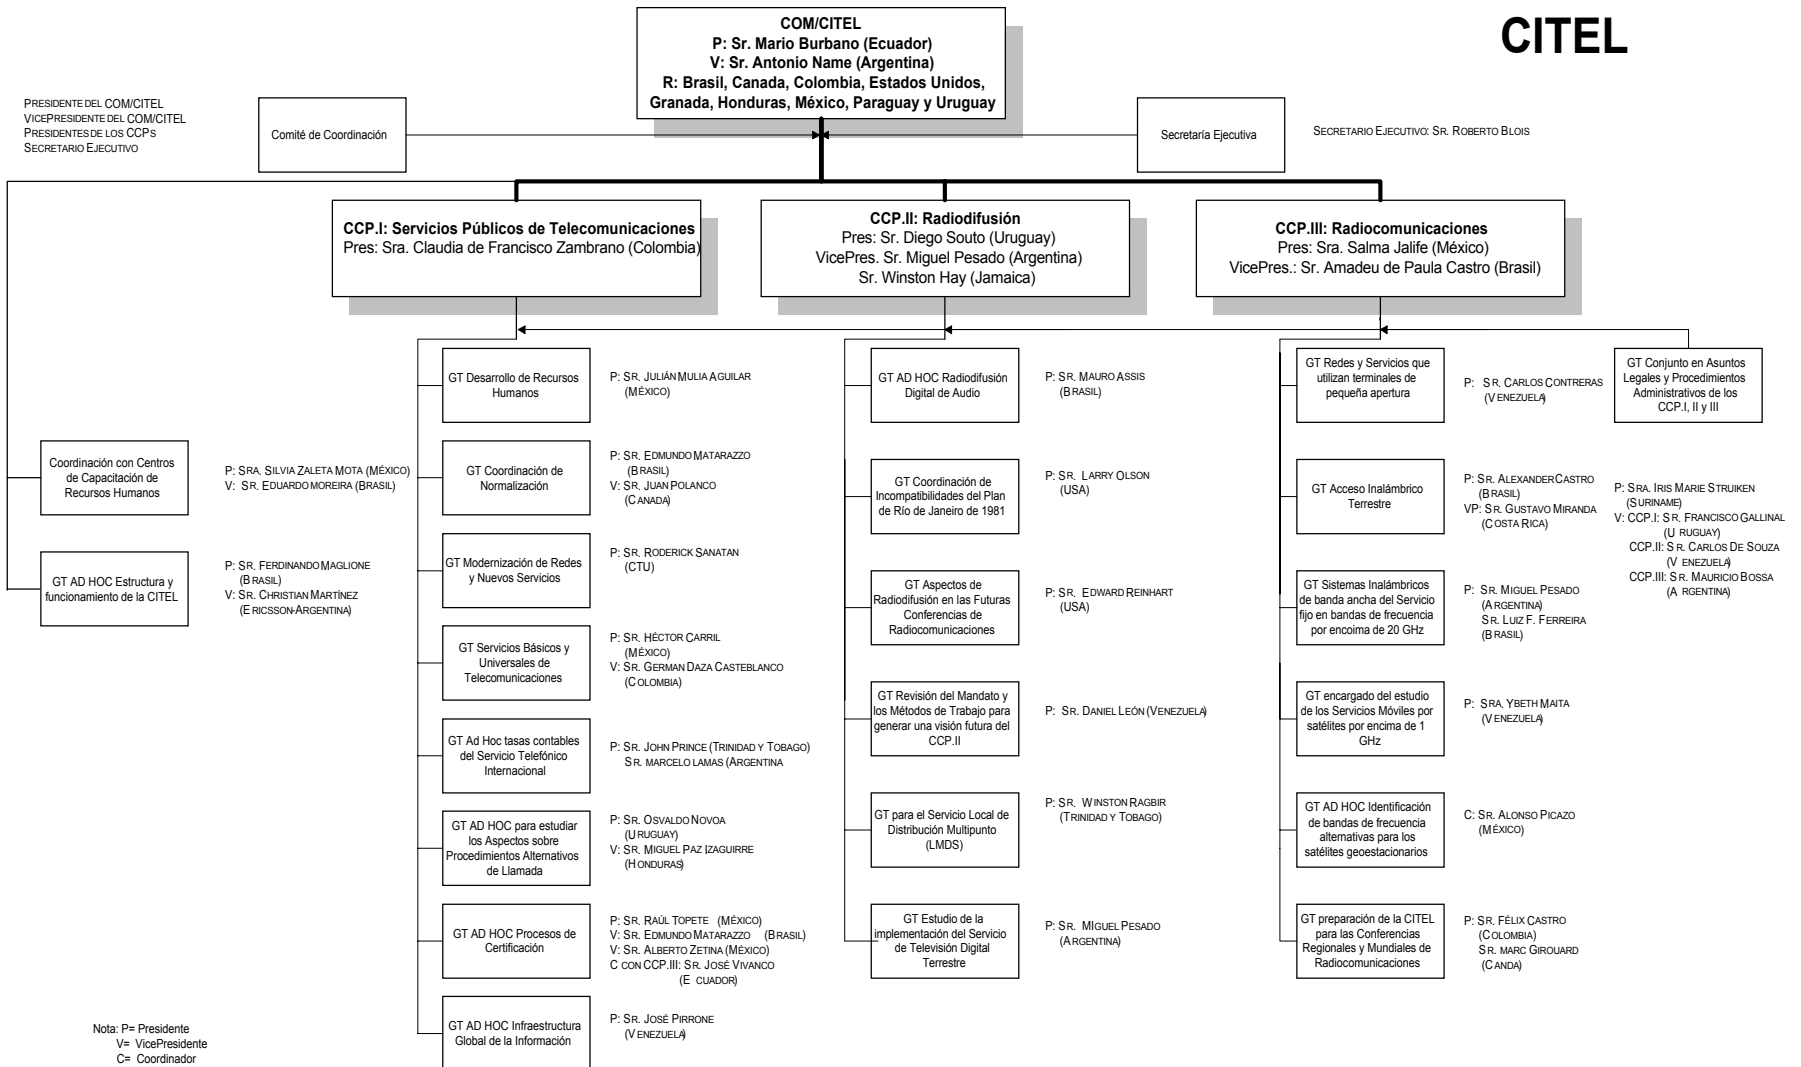 CITEL
COM/CITEL
P: Sr. Mario Burbano (Ecuador)
V: Sr. Antonio Name (Argentina)
R: Brasil, Canada, Colombia, Estados Unidos,
Granada, Honduras, México, Paraguay y Uruguay
PRESIDENTE DEL COM/CITEL
VICEPRESIDENTE DEL COM/CITEL
PRESIDENTES DE LOS CCPS
SECRETARIO EJECUTIVO
Comité de Coordinación
Secretaría Ejecutiva
SECRETARIO EJECUTIVO: SR. ROBERTO BLOIS
CCP.I: Servicios Públicos de Telecomunicaciones
Pres: Sra. Claudia de Francisco Zambrano (Colombia)
CCP.II: Radiodifusión
Pres: Sr. Diego Souto (Uruguay)
VicePres. Sr. Miguel Pesado (Argentina)
Sr. Winston Hay (Jamaica)
CCP.III: Radiocomunicaciones
Pres: Sra. Salma Jalife (México)
VicePres.: Sr. Amadeu de Paula Castro (Brasil)
Coordinación con Centros
de Capacitación de
Recursos Humanos
P: SRA. SILVIA ZALETA MOTA (MÉXICO)
V: SR. EDUARDO MOREIRA (BRASIL)
GT AD HOC Estructura y
funcionamiento de la CITEL
P: SR. FERDINANDO MAGLIONE
(BRASIL)
V: SR. CHRISTIAN MARTÍNEZ
(ERICSSON-ARGENTINA)
GT Desarrollo de Recursos
Humanos
P: SR. JULIÁN MULIA AGUILAR
(MÉXICO)
GT Coordinación de
Normalización
P: SR. EDMUNDO MATARAZZO
(BRASIL)
V: SR. JUAN POLANCO
(CANADA)
GT Modernización de Redes
y Nuevos Servicios
P: SR. RODERICK SANATAN
(CTU)
GT Servicios Básicos y
Universales de
Telecomunicaciones
P: SR. HÉCTOR CARRIL
(MÉXICO)
V: SR. GERMAN DAZA CASTEBLANCO
(COLOMBIA)
GT Ad Hoc tasas contables
del Servicio Telefónico
Internacional
P: SR. JOHN PRINCE (TRINIDAD Y TOBAGO)
SR. MARCELO LAMAS (ARGENTINA
GT AD HOC para estudiar
los Aspectos sobre
Procedimientos Alternativos
de Llamada
P: SR. OSVALDO NOVOA
(URUGUAY)
V: SR. MIGUEL PAZ IZAGUIRRE
(HONDURAS)
GT AD HOC Procesos de
Certificación
P: SR. RAÚL TOPETE (MÉXICO)
V: SR. EDMUNDO MATARAZZO (BRASIL)
V: SR. ALBERTO ZETINA (MÉXICO)
C CON CCP.III: SR. JOSÉ VIVANCO
(ECUADOR)
GT AD HOC Infraestructura
Global de la Información
P: SR. JOSÉ PIRRONE
(VENEZUELA)
GT AD HOC Radiodifusión
Digital de Audio
P: SR. MAURO ASSIS
(BRASIL)
GT Coordinación de
Incompatibilidades del Plan
de Río de Janeiro de 1981
P: SR. LARRY OLSON
(USA)
GT Aspectos de
Radiodifusión en las Futuras
Conferencias de
Radiocomunicaciones
P: SR. EDWARD REINHART
(USA)
GT Revisión del Mandato y
los Métodos de Trabajo para
generar una visión futura del
CCP.II
P: SR. DANIEL LEÓN (VENEZUELA)
GT para el Servicio Local de
Distribución Multipunto
(LMDS)
P: SR. WINSTON RAGBIR
(TRINIDAD Y TOBAGO)
GT Estudio de la
implementación del Servicio
de Televisión Digital
Terrestre
P: SR. MIGUEL PESADO
(ARGENTINA)
GT Redes y Servicios que
utilizan terminales de
pequeña apertura
P: SR. CARLOS CONTRERAS
(VENEZUELA)
GT Acceso Inalámbrico
Terrestre
P: SR. ALEXANDER CASTRO
(BRASIL)
VP: SR. GUSTAVO MIRANDA
(COSTA RICA)
GT Sistemas Inalámbricos
de banda ancha del Servicio
fijo en bandas de frecuencia
por encoima de 20 GHz
P: SR. MIGUEL PESADO
(ARGENTINA)
SR. LUIZ F. FERREIRA
(BRASIL)
GT encargado del estudio
de los Servicios Móviles por
satélites por encima de 1
GHz
P: SRA. YBETH MAITA
(VENEZUELA)
GT AD HOC Identificación
de bandas de frecuencia
alternativas para los
satélites geoestacionarios
C: SR. ALONSO PICAZO
(MÉXICO)
GT preparación de la CITEL
para las Conferencias
Regionales y Mundiales de
Radiocomunicaciones
P: SR. FÉLIX CASTRO
(COLOMBIA)
SR. MARC GIROUARD
(CANDA)
GT Conjunto en Asuntos
Legales y Procedimientos
Administrativos de los
CCP.I, II y III
P: SRA. IRIS MARIE STRUIKEN
(SURINAME)
V: CCP.I: SR. FRANCISCO GALLINAL
(URUGUAY)
CCP.II: SR. CARLOS DE SOUZA
(VENEZUELA)
CCP.III: SR. MAURICIO BOSSA
(ARGENTINA)
Nota: P= Presidente
V= VicePresidente
C= Coordinador